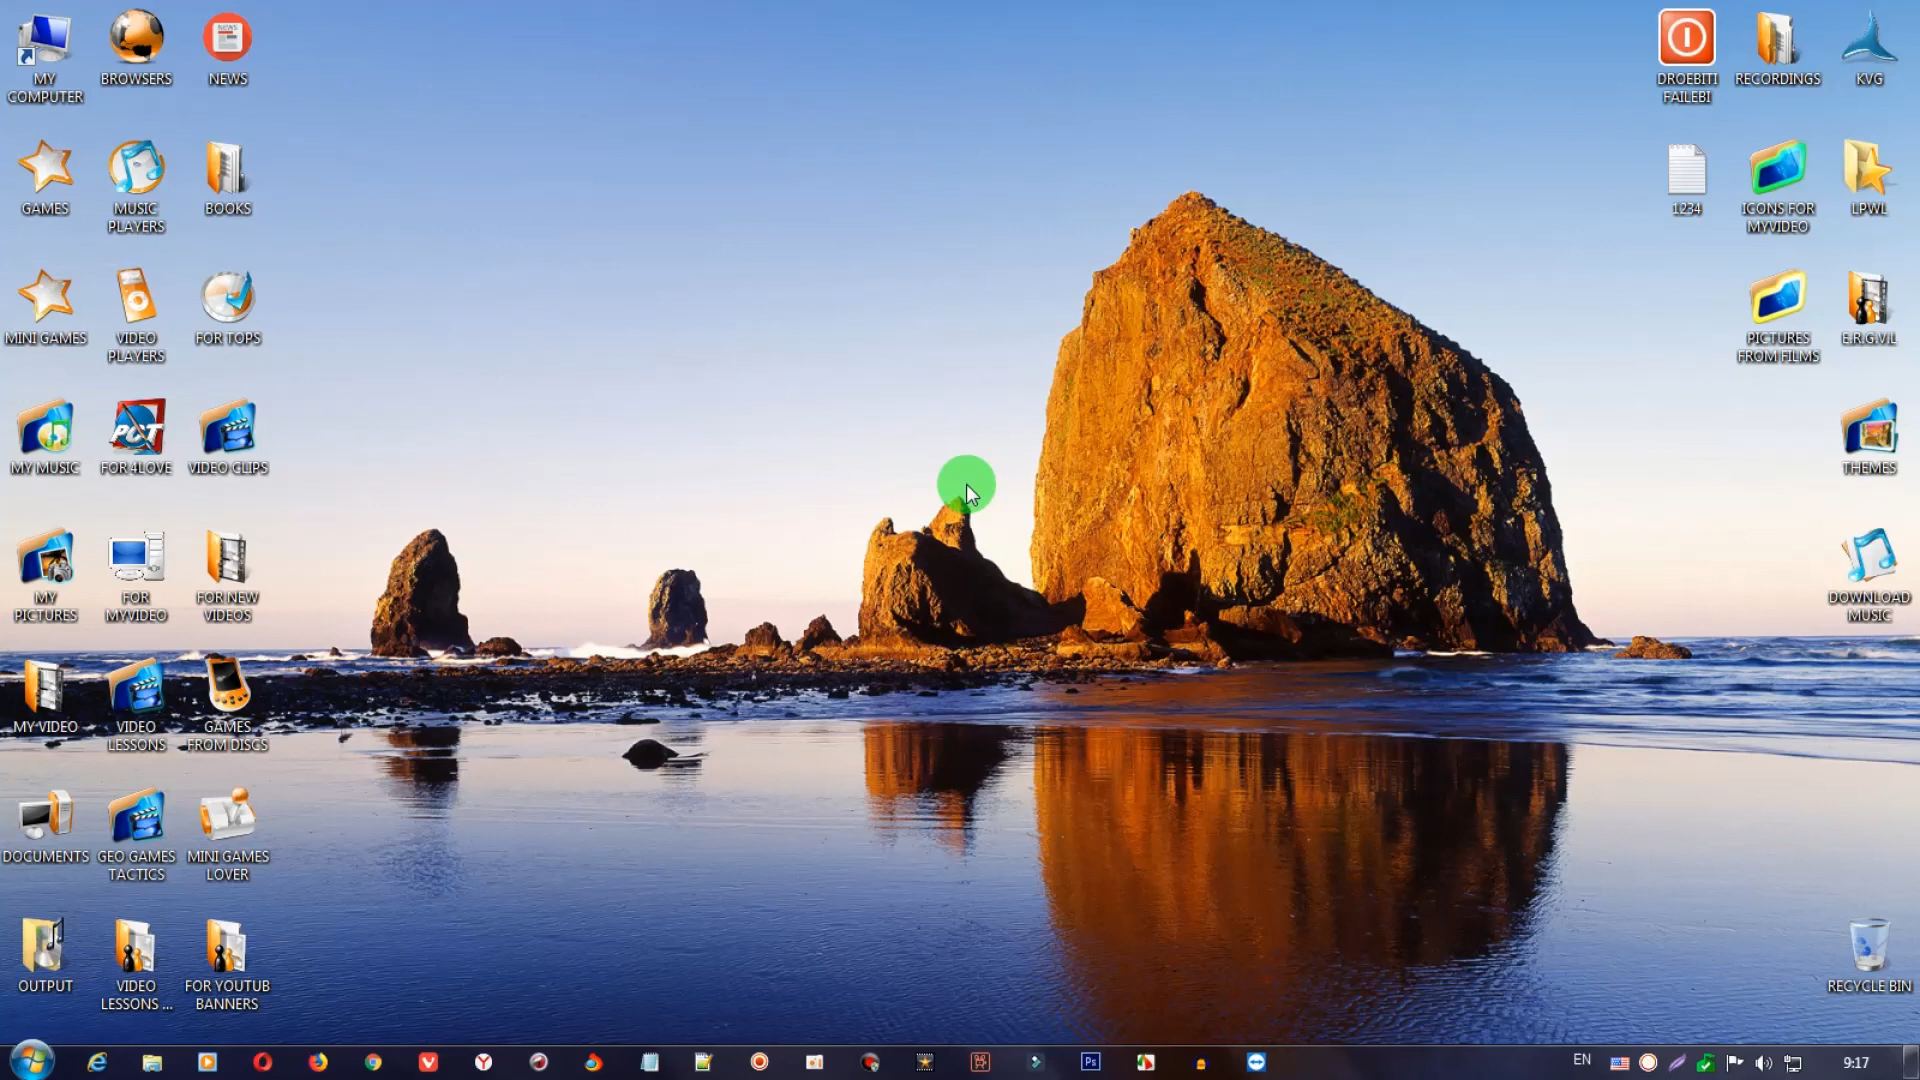 MY
COMPUTER
BROWSERS
NEWS
NEWS
GAMES
MUSIC
PLAYERS
BOOKS
MINI GAMES
VIDEO
PLAYERS
FOR TOPS
MY MUSIC
PGT
FOR 4LOVE
VIDEO CLIPS
MY
PICTURES
FOR
MYVIDEO
FOR NEW
VIDEOS
MY VIDEO
VIDEO
LESSONS
GAMES
FROM DISCS
DOCUMENTS
GEO GAMES
TACTICS
MINI GAMES
LOVER
OUTPUT
VIDEO
LESSONS ...
FOR YOUTUB
BANNERS
DROEBITI
FAILEBI
RECORDINGS
KVG
1234
ICONS FOR
MYVIDEO
LPWL
PICTURES
FROM FILMS
E.R.G.V.L
THEMES
DOWNLOAD
MUSIC
RECYCLE BIN
Ps
EN
9:17